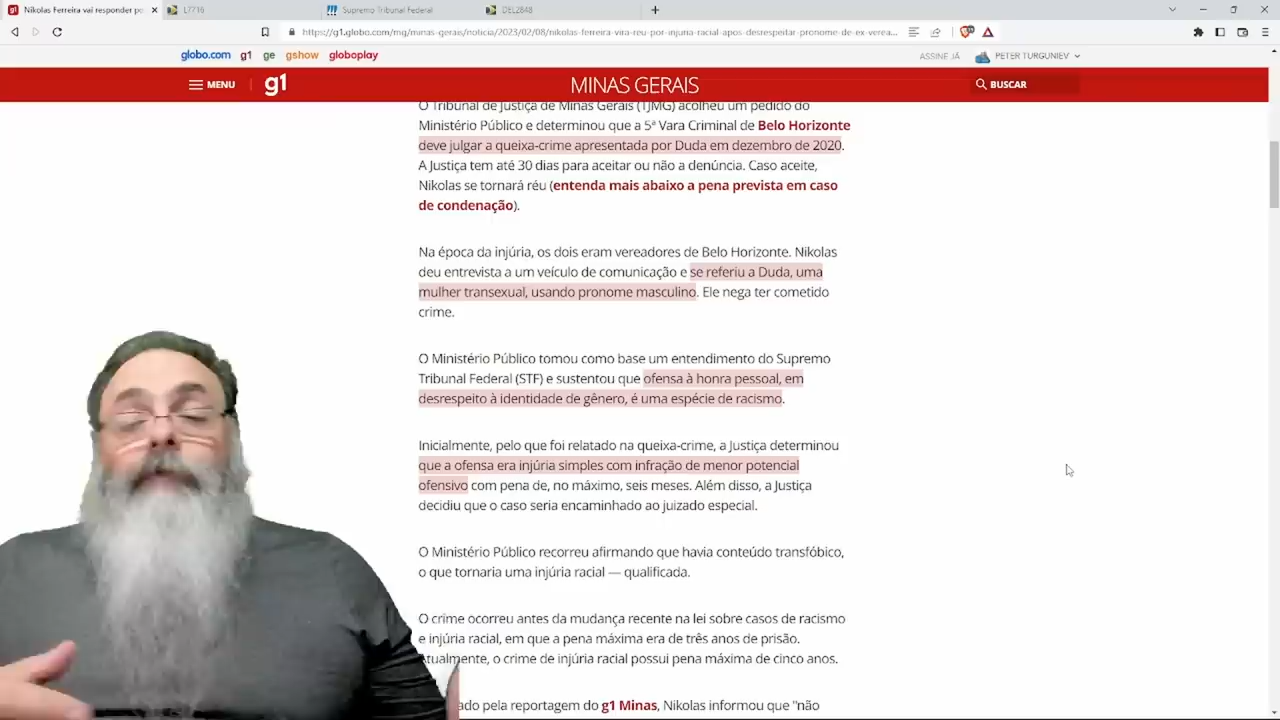 Nikolas Ferreira vai responder po
L7716
Supremo Tribunal Federal
DEL2848
https://g1.globo.com/mg/minas-gerais/noticia/2023/02/08/nikolas-ferreira-vira-reu-por-injuria-racial-apos-desrespeitar-pronome-de-ex-verea...
globo.com g1 ge gshow globoplay
ASSINE JÁ
PETER TURGUNIEV
MENU
g1
MINAS GERAIS
BUSCAR
O Tribunal de Justiça de Minas Gerais (TJMG) acolheu um pedido do
Ministério Público e determinou que a 5ª Vara Criminal de Belo Horizonte
deve julgar a queixa-crime apresentada por Duda em dezembro de 2020.
A Justiça tem até 30 dias para aceitar ou não a denúncia. Caso aceite,
Nikolas se tornará réu (entenda mais abaixo a pena prevista em caso
de condenação).
Na época da injúria, os dois eram vereadores de Belo Horizonte. Nikolas
deu entrevista a um veículo de comunicação e se referiu a Duda, uma
mulher transexual, usando pronome masculino. Ele nega ter cometido
crime.
O Ministério Público tomou como base um entendimento do Supremo
Tribunal Federal (STF) e sustentou que ofensa à honra pessoal, em
desrespeito à identidade de gênero, é uma espécie de racismo.
Inicialmente, pelo que foi relatado na queixa-crime, a Justiça determinou
que a ofensa era injúria simples com infração de menor potencial
ofensivo com pena de, no máximo, seis meses. Além disso, a Justiça
decidiu que o caso seria encaminhado ao juizado especial.
O Ministério Público recorreu afirmando que havia conteúdo transfóbico,
o que tornaria uma injúria racial — qualificada.
O crime ocorreu antes da mudança recente na lei sobre casos de racismo
e injúria racial, em que a pena máxima era de três anos de prisão.
Atualmente, o crime de injúria racial possui pena máxima de cinco anos.
ado pela reportagem do g1 Minas, Nikolas informou que "não